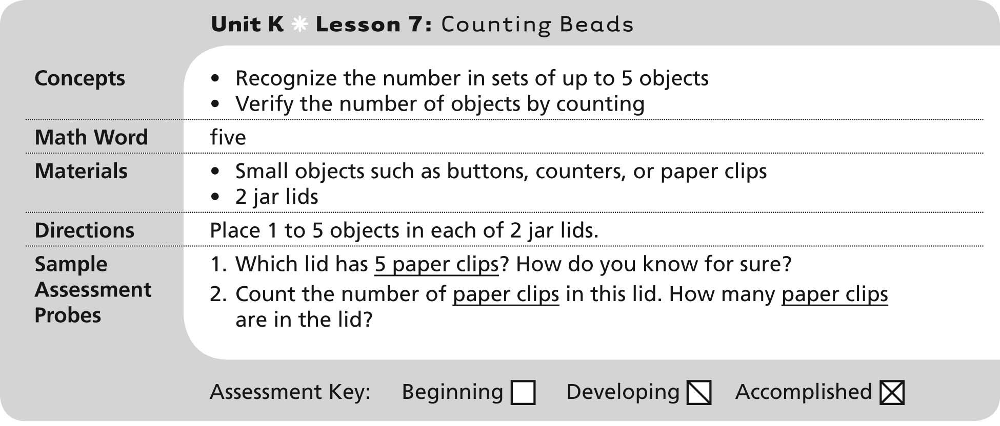 Unit K ✳ Lesson 7: Counting Beads
Concepts
• Recognize the number in sets of up to 5 objects
• Verify the number of objects by counting
Math Word
five
Materials
• Small objects such as buttons, counters, or paper clips
• 2 jar lids
Directions
Place 1 to 5 objects in each of 2 jar lids.
Sample
Assessment
Probes
1. Which lid has 5 paper clips? How do you know for sure?
2. Count the number of paper clips in this lid. How many paper clips
are in the lid?
Assessment Key: Beginning Developing Accomplished